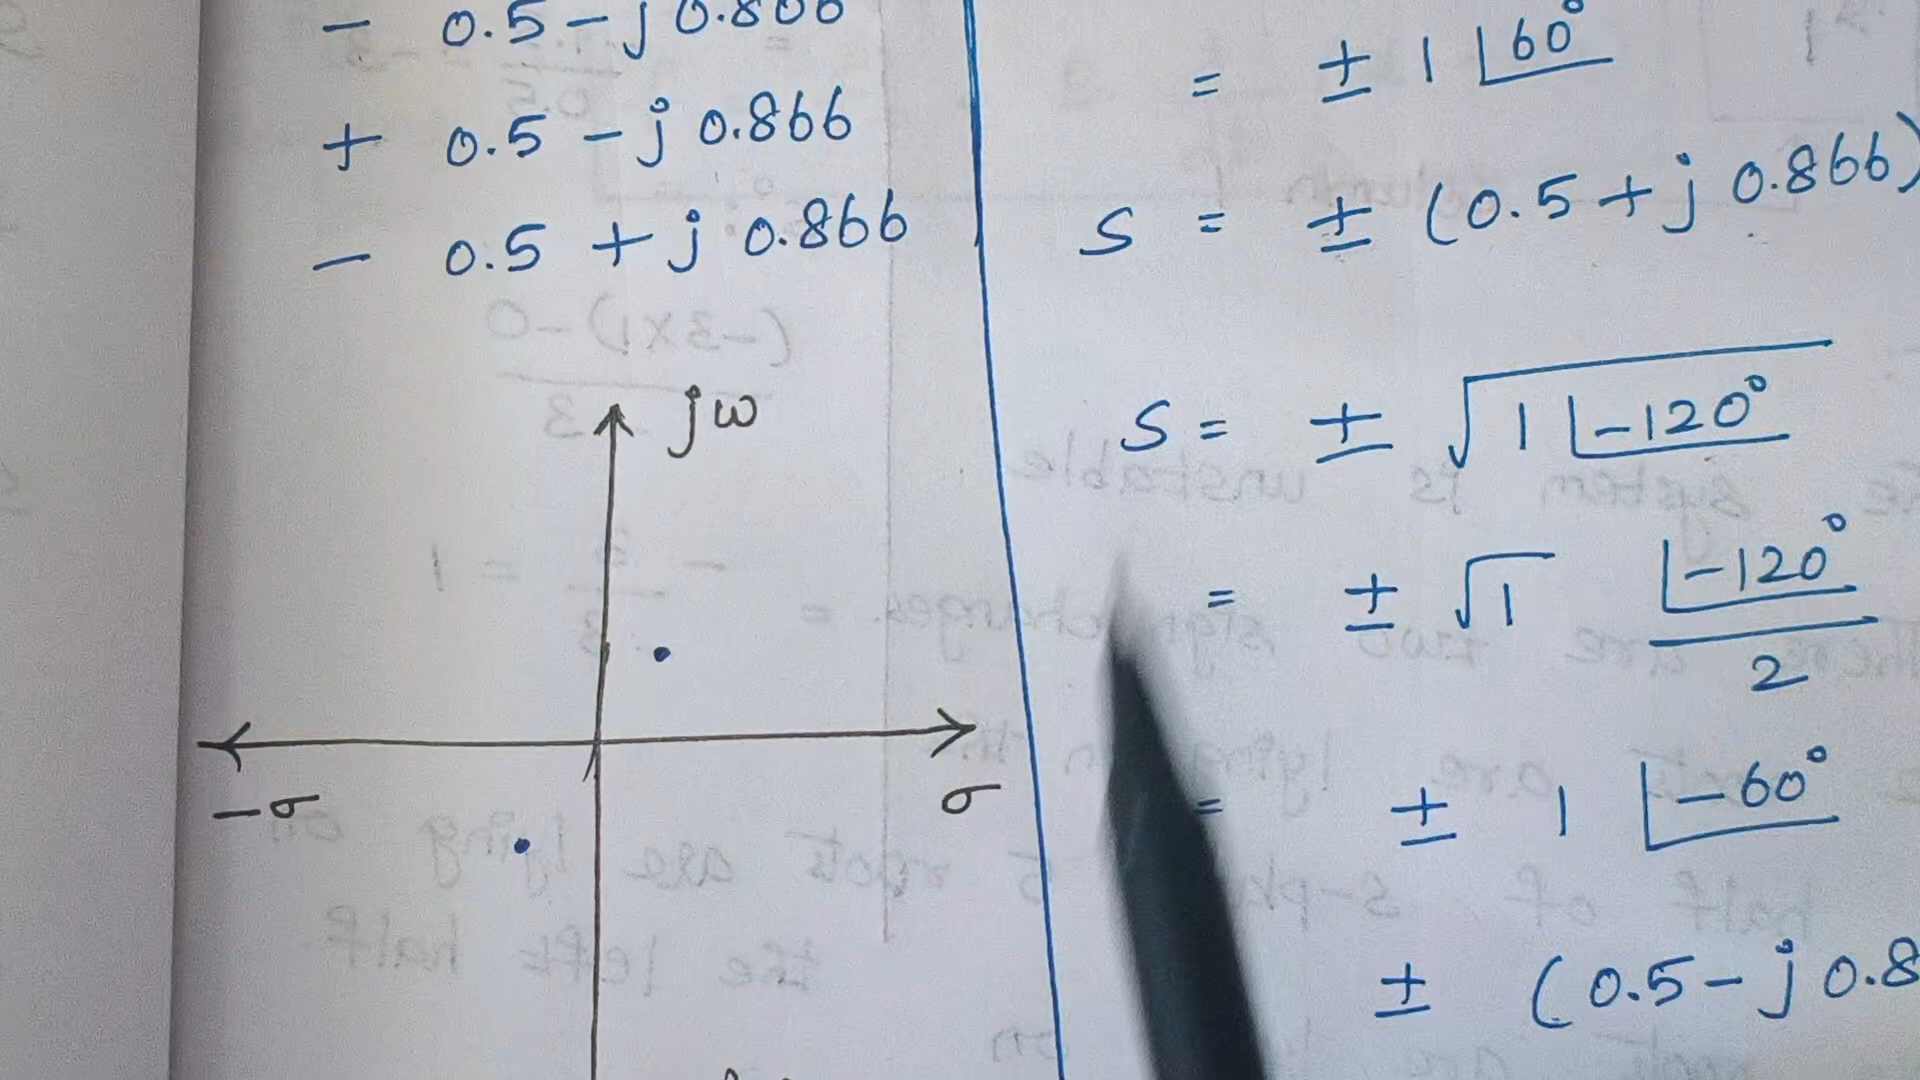 - 0.5 - j 0.866
+ 0.5 - j 0.866
- 0.5 + j 0.866
jω
-σ
σ
= ± 1 ∠60°
S = ± (0.5 + j 0.866)
S = ± √1 ∠-120°
= ± √1 ∠-120° / 2
= ± 1 ∠-60°
± (0.5 - j 0.8